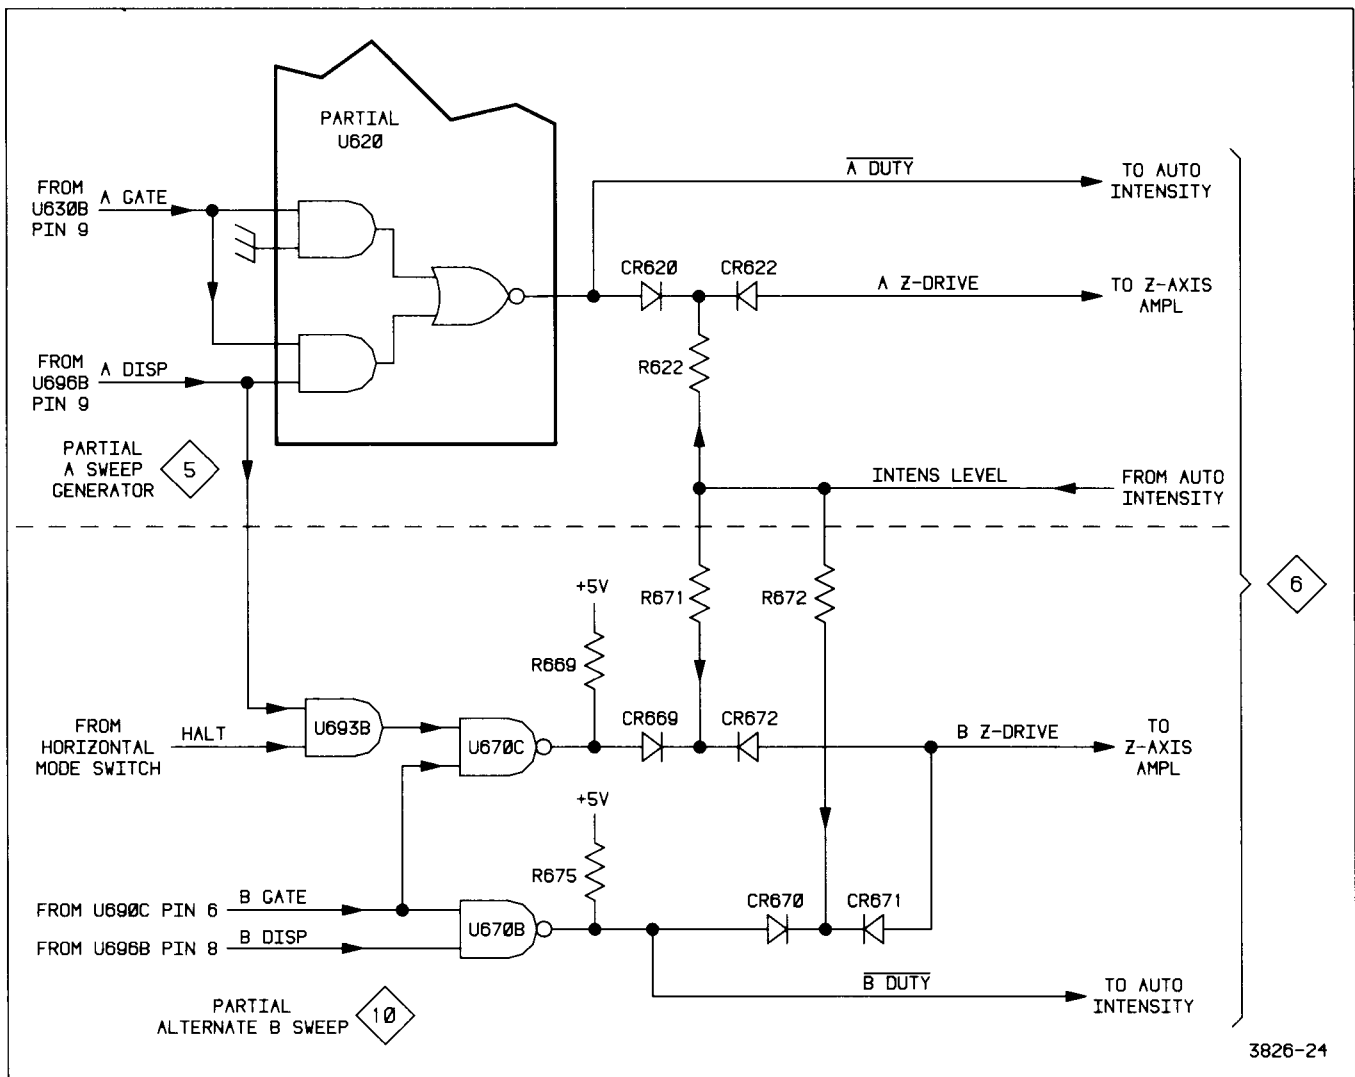 PARTIAL
U620
A DUTY
TO AUTO
INTENSITY
FROM
U630B
PIN 9
A GATE
CR620
CR622
A Z-DRIVE
TO Z-AXIS
AMPL
R622
FROM
U696B
PIN 9
A DISP
PARTIAL
A SWEEP
GENERATOR
5
INTENS LEVEL
FROM AUTO
INTENSITY
+5V
R671
R672
6
R669
FROM
HORIZONTAL
MODE SWITCH
HALT
U693B
U670C
CR669
CR672
B Z-DRIVE
TO
Z-AXIS
AMPL
+5V
R675
FROM U690C PIN 6
B GATE
U670B
CR670
CR671
FROM U696B PIN 8
B DISP
B DUTY
TO AUTO
INTENSITY
PARTIAL
ALTERNATE B SWEEP
10
3826-24